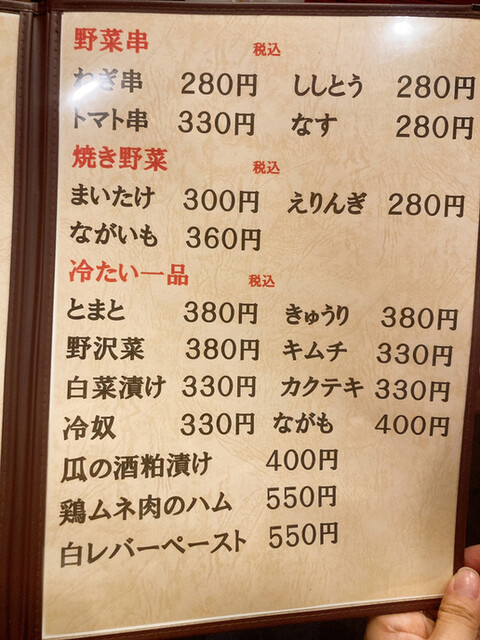 野菜串 税込
ねぎ串 280円 ししとう 280円
トマト串 330円 なす 280円
焼き野菜 税込
まいたけ 300円 えりんぎ 280円
ながいも 360円
冷たい一品 税込
とまと 380円 きゅうり 380円
野沢菜 380円 キムチ 330円
白菜漬け 330円 カクテキ 330円
冷奴 330円 ながも 400円
瓜の酒粕漬け 400円
鶏ムネ肉のハム 550円
白レバーペースト 550円